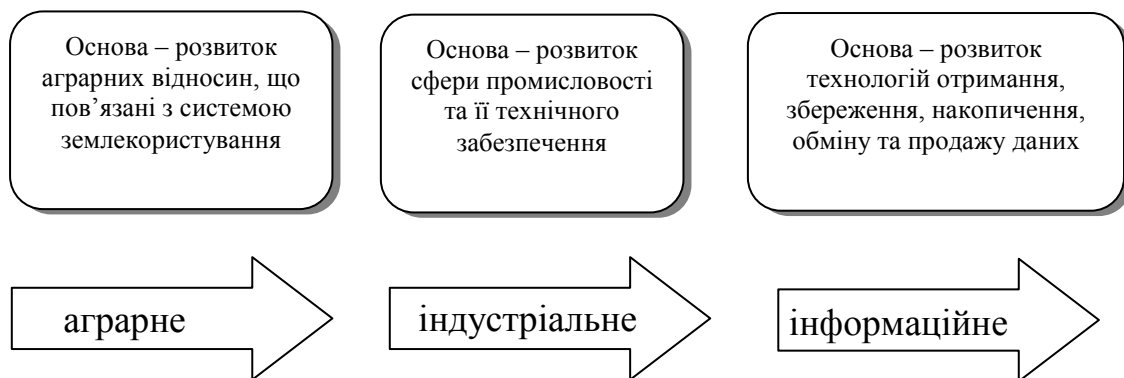 Основа – розвиток
аграрних відносин, що
пов’язані з системою
землекористування
Основа – розвиток
сфери промисловості
та її технічного
забезпечення
Основа – розвиток
технологій отримання,
збереження, накопичення,
обміну та продажу даних
аграрне
індустріальне
інформаційне